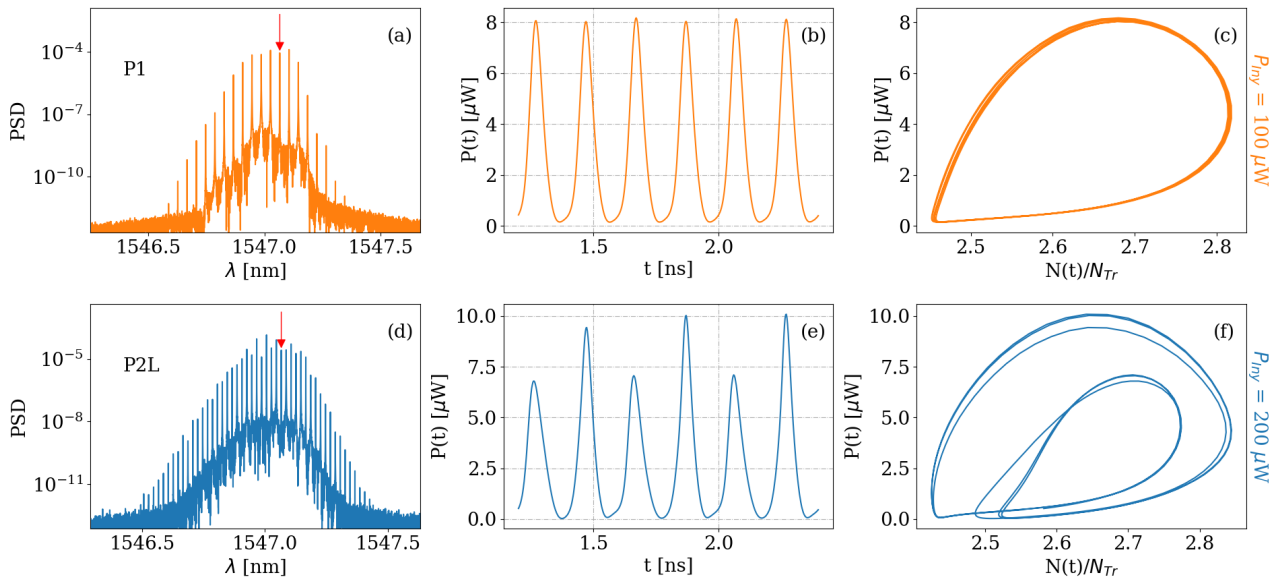 (a)
P1
PSD
10⁻⁴
10⁻⁷
10⁻¹⁰
1546.5 1547.0 1547.5
λ [nm]
(b)
P(t) [μW]
8
6
4
2
0
1.5 2.0
t [ns]
(c)
P(t) [μW]
8
6
4
2
0
2.5 2.6 2.7 2.8
N(t)/N_Tr
P_Iny = 100 μW
(d)
P2L
PSD
10⁻⁵
10⁻⁸
10⁻¹¹
1546.5 1547.0 1547.5
λ [nm]
(e)
P(t) [μW]
10.0
7.5
5.0
2.5
0.0
1.5 2.0
t [ns]
(f)
P(t) [μW]
10.0
7.5
5.0
2.5
0.0
2.5 2.6 2.7 2.8
N(t)/N_Tr
P_Iny = 200 μW